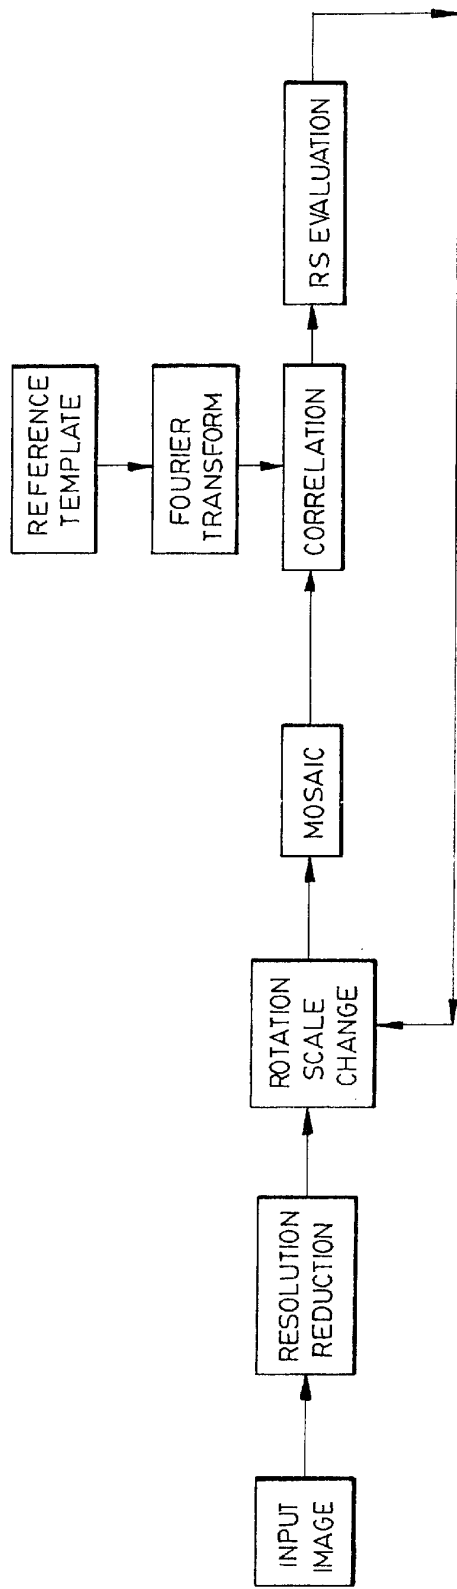 INPUT
IMAGE
RESOLUTION
REDUCTION
ROTATION
SCALE
CHANGE
MOSAIC
REFERENCE
TEMPLATE
FOURIER
TRANSFORM
CORRELATION
RS EVALUATION